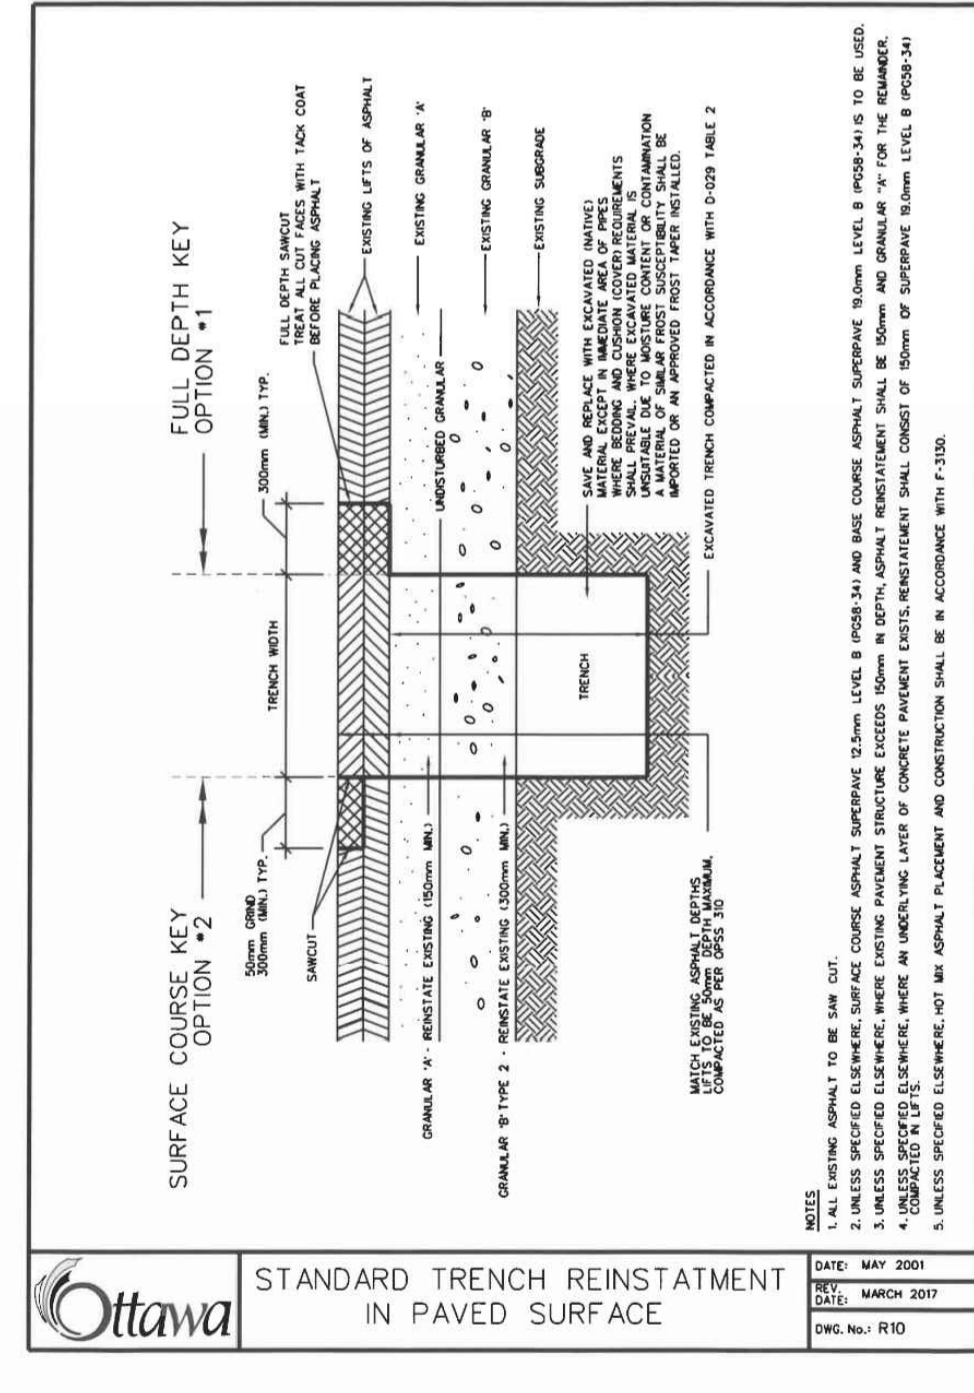 SURFACE COURSE KEY
OPTION #2
FULL DEPTH KEY
OPTION #1
50mm GRIND
300mm (MIN.) TYP.
TRENCH WIDTH
300mm (MIN.) TYP.
FULL DEPTH SAWCUT
TREAT ALL CUT FACES WITH TACK COAT
BEFORE PLACING ASPHALT
SAWCUT
EXISTING LIFTS OF ASPHALT
EXISTING GRANULAR 'A'
UNDISTURBED GRANULAR
EXISTING GRANULAR 'B'
EXISTING SUBGRADE
GRANULAR 'A' - REINSTATE EXISTING (150mm MIN.)
GRANULAR 'B' TYPE 2 - REINSTATE EXISTING (300mm MIN.)
TRENCH
SAVE AND REPLACE WITH EXCAVATED (NATIVE)
MATERIAL EXCEPT IN IMMEDIATE AREA OF PIPES
WHERE BEDDING AND CUSHION (COVER) REQUIREMENTS
SHALL PREVAIL. WHERE EXCAVATED MATERIAL IS
UNSUITABLE DUE TO MOISTURE CONTENT OR CONTAMINATION
A MATERIAL OF SIMILAR FROST SUSCEPTIBILITY SHALL BE
IMPORTED OR AN APPROVED FROST TAPER INSTALLED.
EXCAVATED TRENCH COMPACTED IN ACCORDANCE WITH D-029 TABLE 2
MATCH EXISTING ASPHALT DEPTHS
LIFTS TO BE 50mm DEPTH MAXIMUM,
COMPACTED AS PER OPSS 310
NOTES
1. ALL EXISTING ASPHALT TO BE SAW CUT.
2. UNLESS SPECIFIED ELSEWHERE, SURFACE COURSE ASPHALT SUPERPAVE 12.5mm LEVEL B (PG58-34) AND BASE COURSE ASPHALT SUPERPAVE 19.0mm LEVEL B (PG58-34) IS TO BE USED.
3. UNLESS SPECIFIED ELSEWHERE, WHERE EXISTING PAVEMENT STRUCTURE EXCEEDS 150mm IN DEPTH, ASPHALT REINSTATEMENT SHALL BE 150mm AND GRANULAR "A" FOR THE REMAINDER.
4. UNLESS SPECIFIED ELSEWHERE, WHERE AN UNDERLYING LAYER OF CONCRETE PAVEMENT EXISTS, REINSTATEMENT SHALL CONSIST OF 150mm OF SUPERPAVE 19.0mm LEVEL B (PG58-34)
COMPACTED IN LIFTS.
5. UNLESS SPECIFIED ELSEWHERE, HOT MIX ASPHALT PLACEMENT AND CONSTRUCTION SHALL BE IN ACCORDANCE WITH F-3130.
Ottawa
STANDARD TRENCH REINSTATMENT
IN PAVED SURFACE
DATE: MAY 2001
REV.
DATE: MARCH 2017
DWG. No.: R10